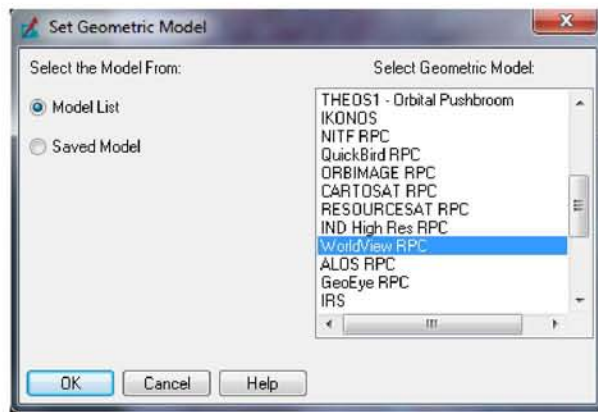 Set Geometric Model
Select the Model From:
Model List
Saved Model
Select Geometric Model:
THEOS1 - Orbital Pushbroom
IKONOS
NITF RPC
QuickBird RPC
ORBIMAGE RPC
CARTOSAT RPC
RESOURCESAT RPC
IND High Res RPC
WorldView RPC
ALOS RPC
GeoEye RPC
IRS
OK Cancel Help